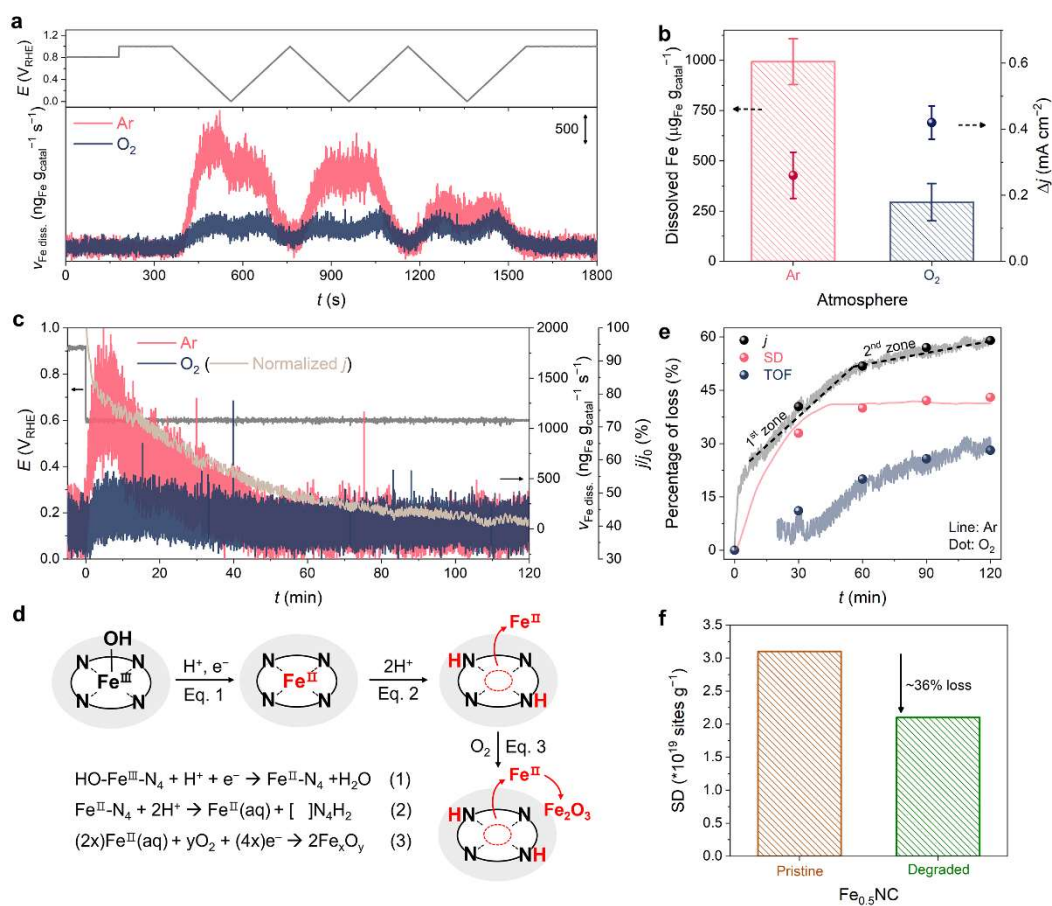 a
E (V_RHE)
1.2
0.8
0.4
0.0
Ar
O₂
500
v_Fe diss. (ng_Fe g_catal⁻¹ s⁻¹)
0 300 600 900 1200 1500 1800
t (s)
b
Dissolved Fe (μg_Fe g_catal⁻¹)
1000
750
500
250
0
0.6
0.4
0.2
0.0
Δj (mA cm⁻²)
Ar O₂
Atmosphere
c
E (V_RHE)
1.0
0.8
0.6
0.4
0.2
0.0
Ar
O₂ (— Normalized j)
2000
1500
1000
500
0
v_Fe diss. (ng_Fe g_catal⁻¹ s⁻¹)
100
90
80
70
60
50
40
30
j/j₀ (%)
0 20 40 60 80 100 120
t (min)
e
Percentage of loss (%)
60
45
30
15
0
j
SD
TOF
1st zone
2nd zone
Line: Ar
Dot: O₂
0 30 60 90 120
t (min)
d
OH
N N
Fe^III
N N
H⁺, e⁻
Eq. 1
N N
Fe^II
N N
2H⁺
Eq. 2
Fe^II
HN N
N NH
O₂ Eq. 3
Fe^II
Fe₂O₃
HN N
N NH
HO-Fe^III-N₄ + H⁺ + e⁻ → Fe^II-N₄ +H₂O (1)
Fe^II-N₄ + 2H⁺ → Fe^II(aq) + [ ]N₄H₂ (2)
(2x)Fe^II(aq) + yO₂ + (4x)e⁻ → 2FeₓO_y (3)
f
SD (*10¹⁹ sites g⁻¹)
3.5
3.0
2.5
2.0
1.5
1.0
0.5
0.0
~36% loss
Pristine Degraded
Fe₀.₅NC